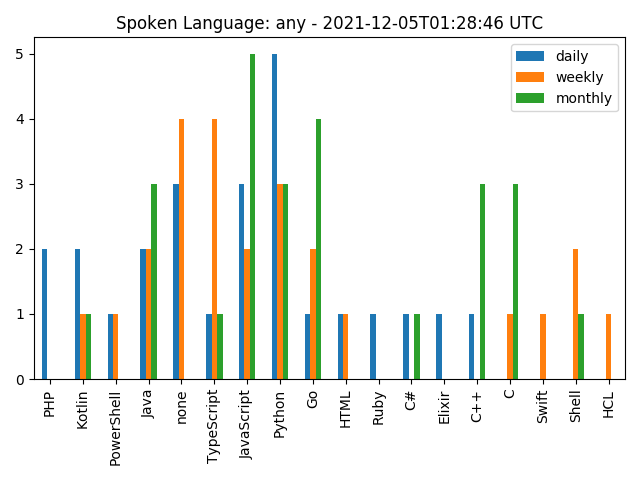 Spoken Language: any - 2021-12-05T01:28:46 UTC
daily
weekly
monthly
5
4
3
2
1
0
PHP
Kotlin
PowerShell
Java
none
TypeScript
JavaScript
Python
Go
HTML
Ruby
C#
Elixir
C++
C
Swift
Shell
HCL